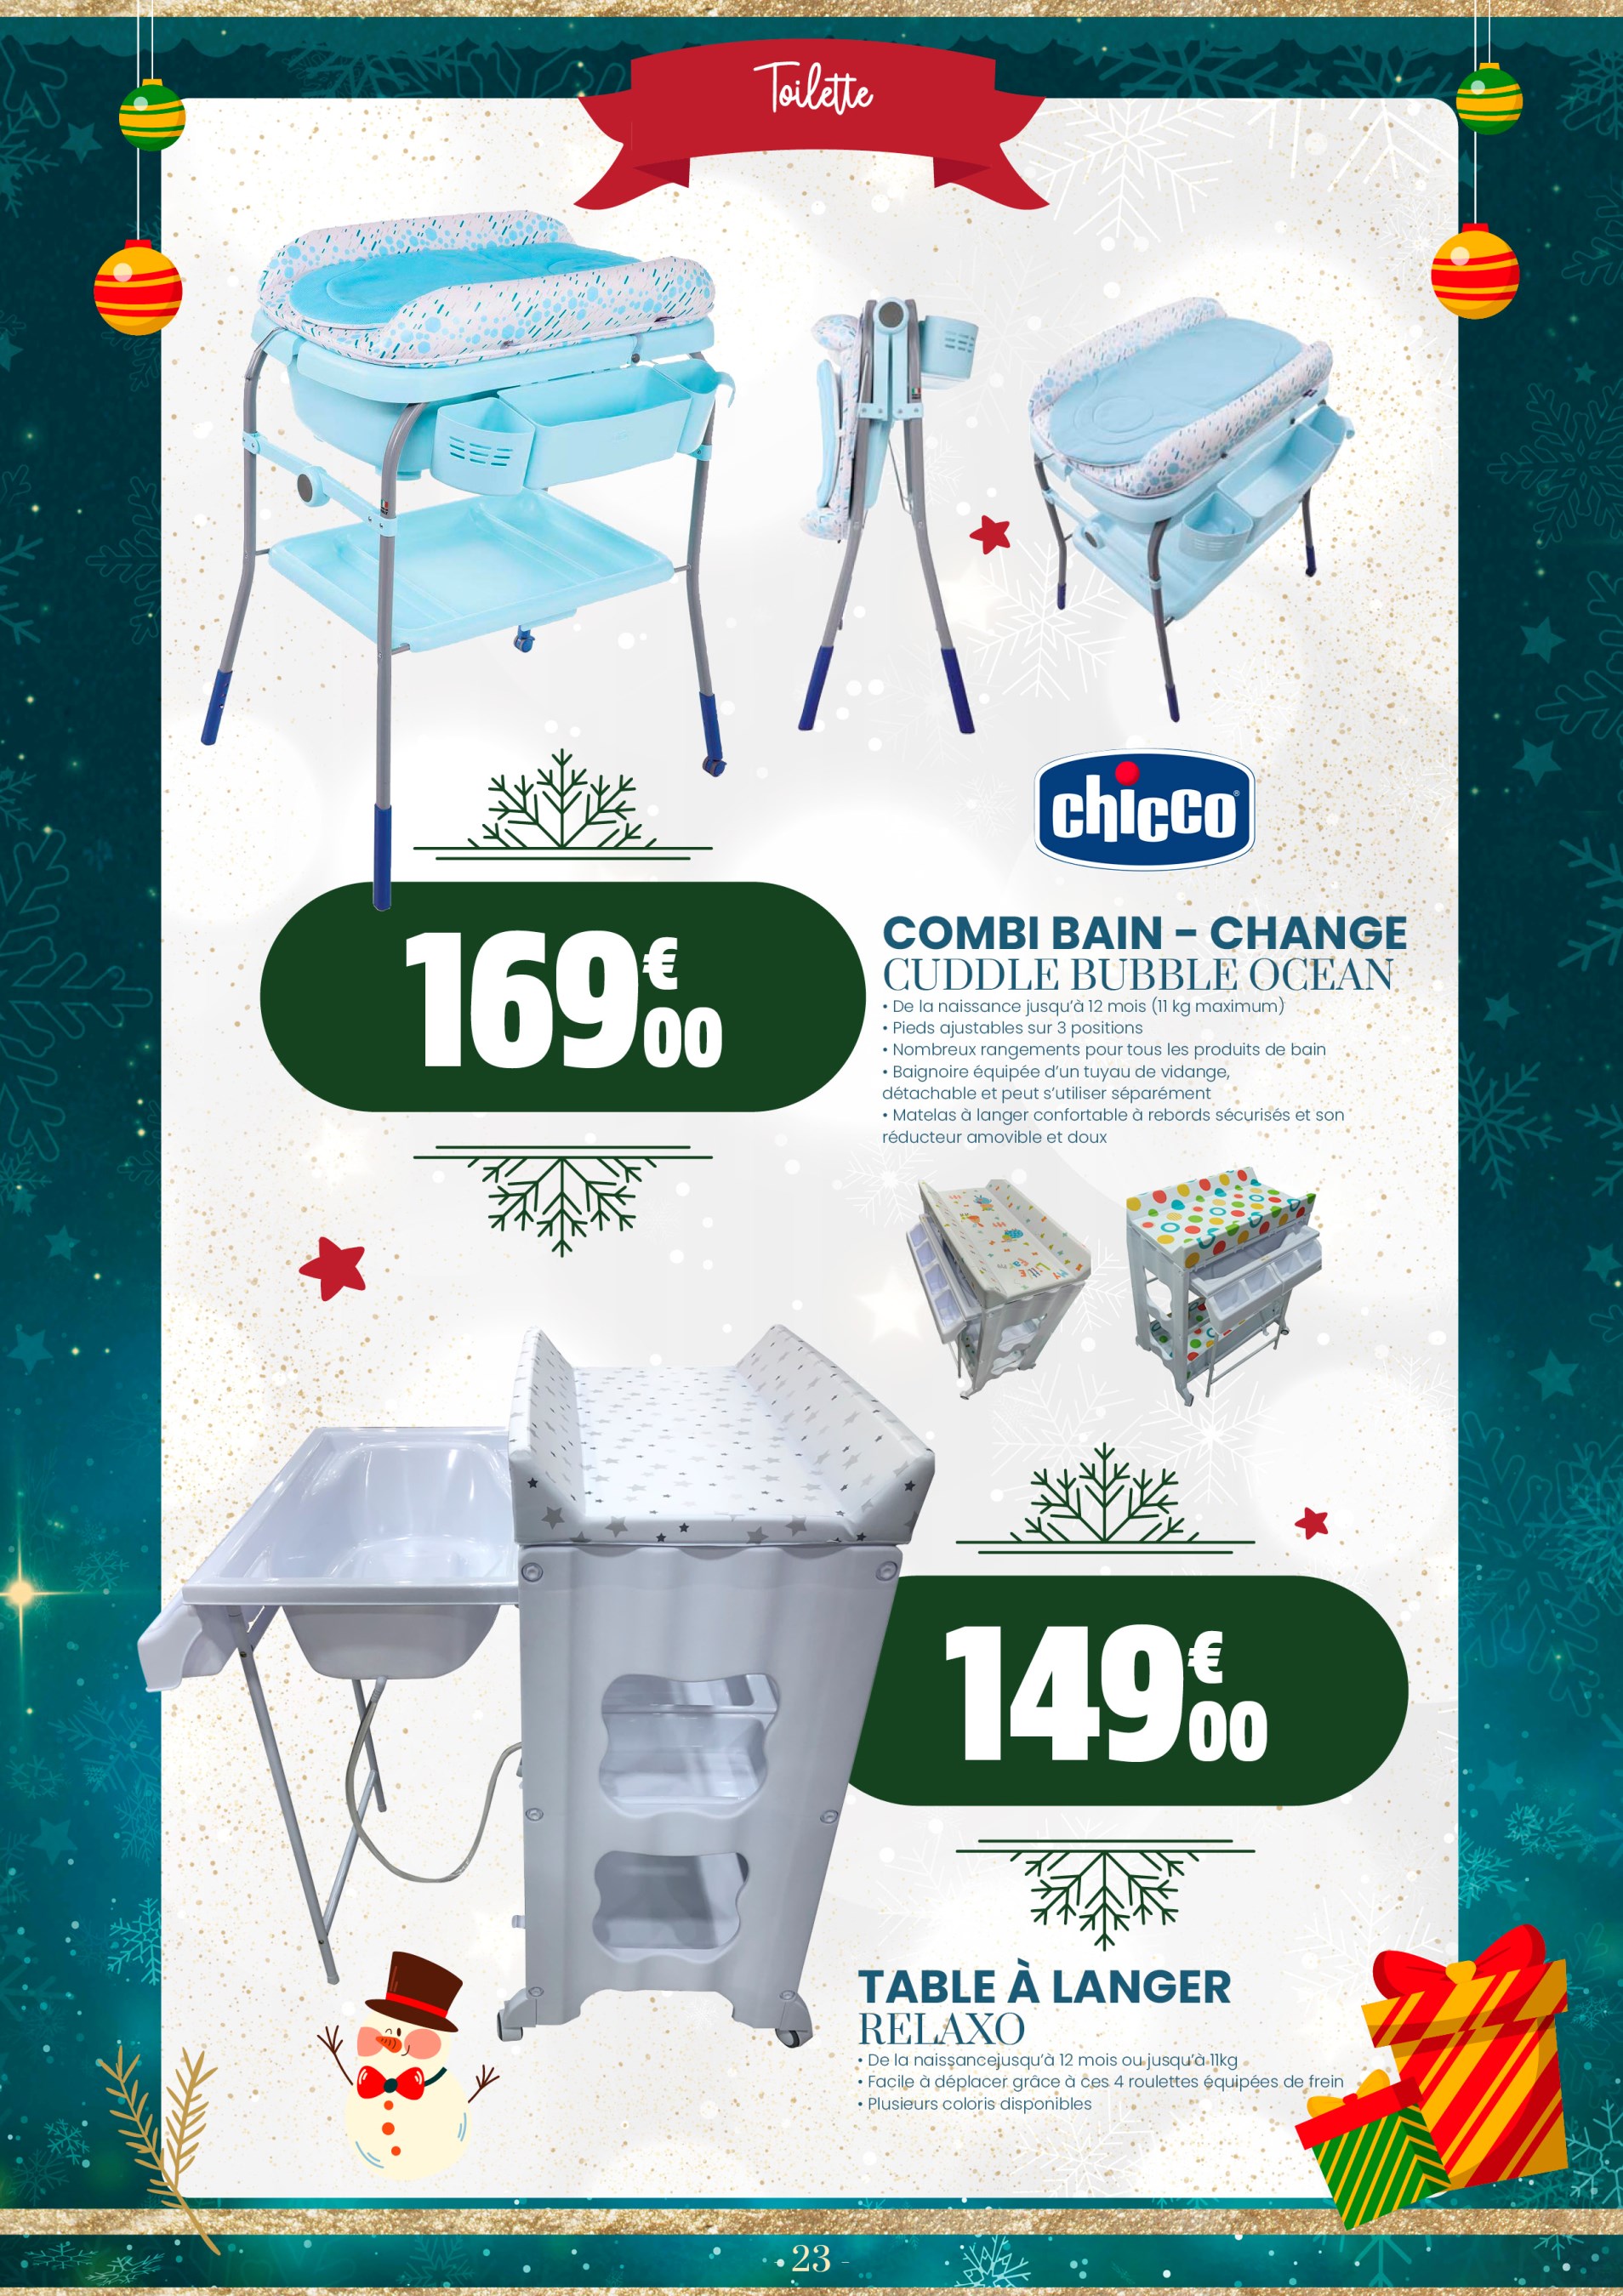 Toilette
chicco
169€00
COMBI BAIN - CHANGE
CUDDLE BUBBLE OCEAN
• De la naissance jusqu'à 12 mois (11 kg maximum)
• Pieds ajustables sur 3 positions
• Nombreux rangements pour tous les produits de bain
• Baignoire équipée d'un tuyau de vidange,
détachable et peut s'utiliser séparément
• Matelas à langer confortable à rebords sécurisés et son
réducteur amovible et doux
149€00
TABLE À LANGER
RELAXO
• De la naissancejusqu'à 12 mois ou jusqu'à 11kg
• Facile à déplacer grâce à ces 4 roulettes équipées de frein
• Plusieurs coloris disponibles
- 23 -